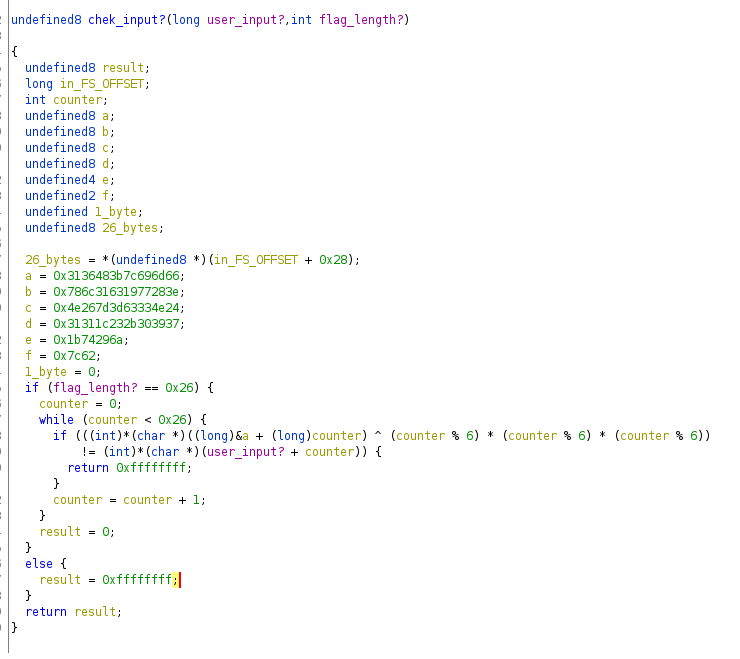 undefined8 chek_input?(long user_input?,int flag_length?)
{
undefined8 result;
long in_FS_OFFSET;
int counter;
undefined8 a;
undefined8 b;
undefined8 c;
undefined8 d;
undefined4 e;
undefined2 f;
undefined 1_byte;
undefined8 26_bytes;
26_bytes = *(undefined8 *)(in_FS_OFFSET + 0x28);
a = 0x3136483b7c696d66;
b = 0x786c31631977283e;
c = 0x4e267d3d63334e24;
d = 0x31311c232b303937;
e = 0x1b74296a;
f = 0x7c62;
1_byte = 0;
if (flag_length? == 0x26) {
counter = 0;
while (counter < 0x26) {
if (((int)*(char *)((long)&a + (long)counter) ^ (counter % 6) * (counter % 6) * (counter % 6))
!= (int)*(char *)(user_input? + counter)) {
return 0xffffffff;
}
counter = counter + 1;
}
result = 0;
}
else {
result = 0xffffffff;
}
return result;
}